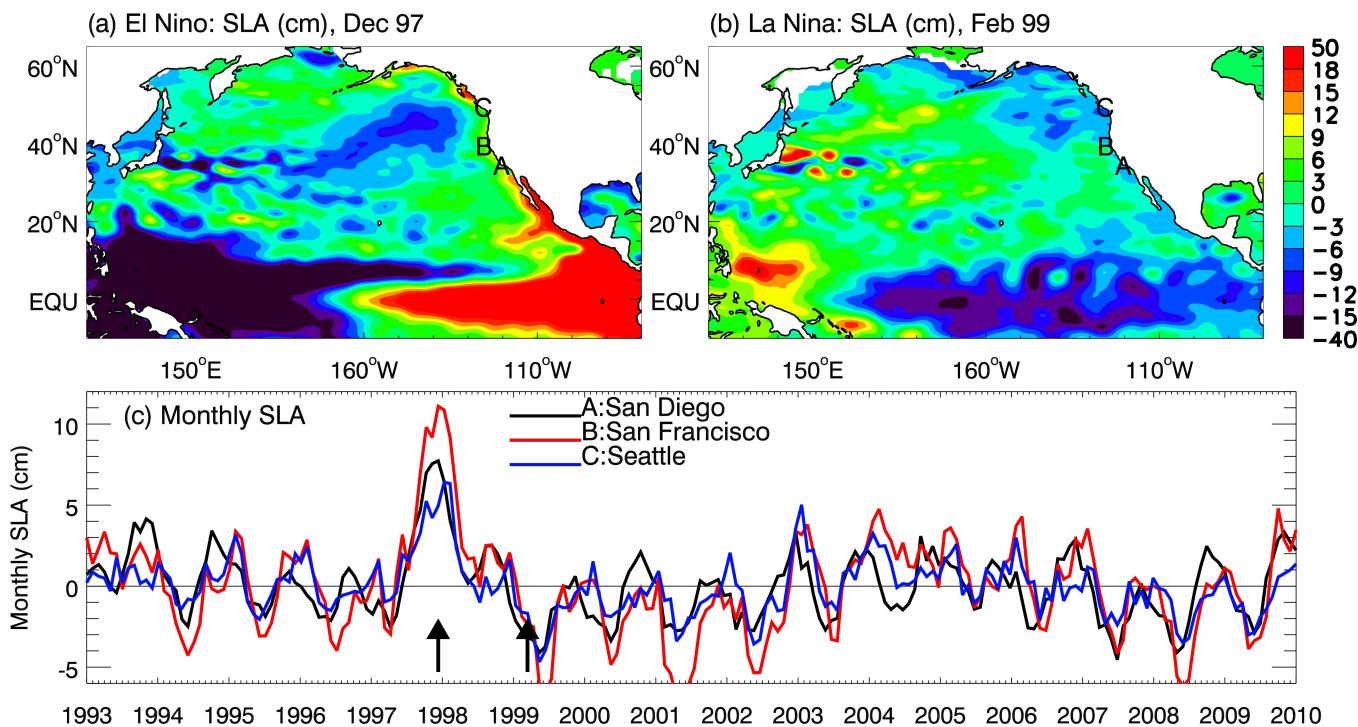 (a) El Nino: SLA (cm), Dec 97
(b) La Nina: SLA (cm), Feb 99
60°N
40°N
20°N
EQU
C
B
A
150°E
160°W
110°W
60°N
40°N
20°N
EQU
C
B
A
150°E
160°W
110°W
50
18
15
12
9
6
3
0
−3
−6
−9
−12
−15
−40
(c) Monthly SLA
A:San Diego
B:San Francisco
C:Seattle
Monthly SLA (cm)
10
5
0
-5
1993 1994 1995 1996 1997 1998 1999 2000 2001 2002 2003 2004 2005 2006 2007 2008 2009 2010